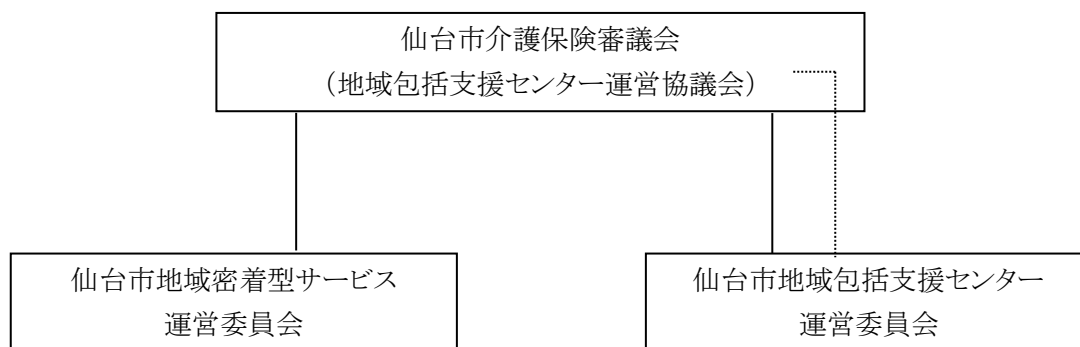 仙台市介護保険審議会
（地域包括支援センター運営協議会）
仙台市地域密着型サービス
運営委員会
仙台市地域包括支援センター
運営委員会